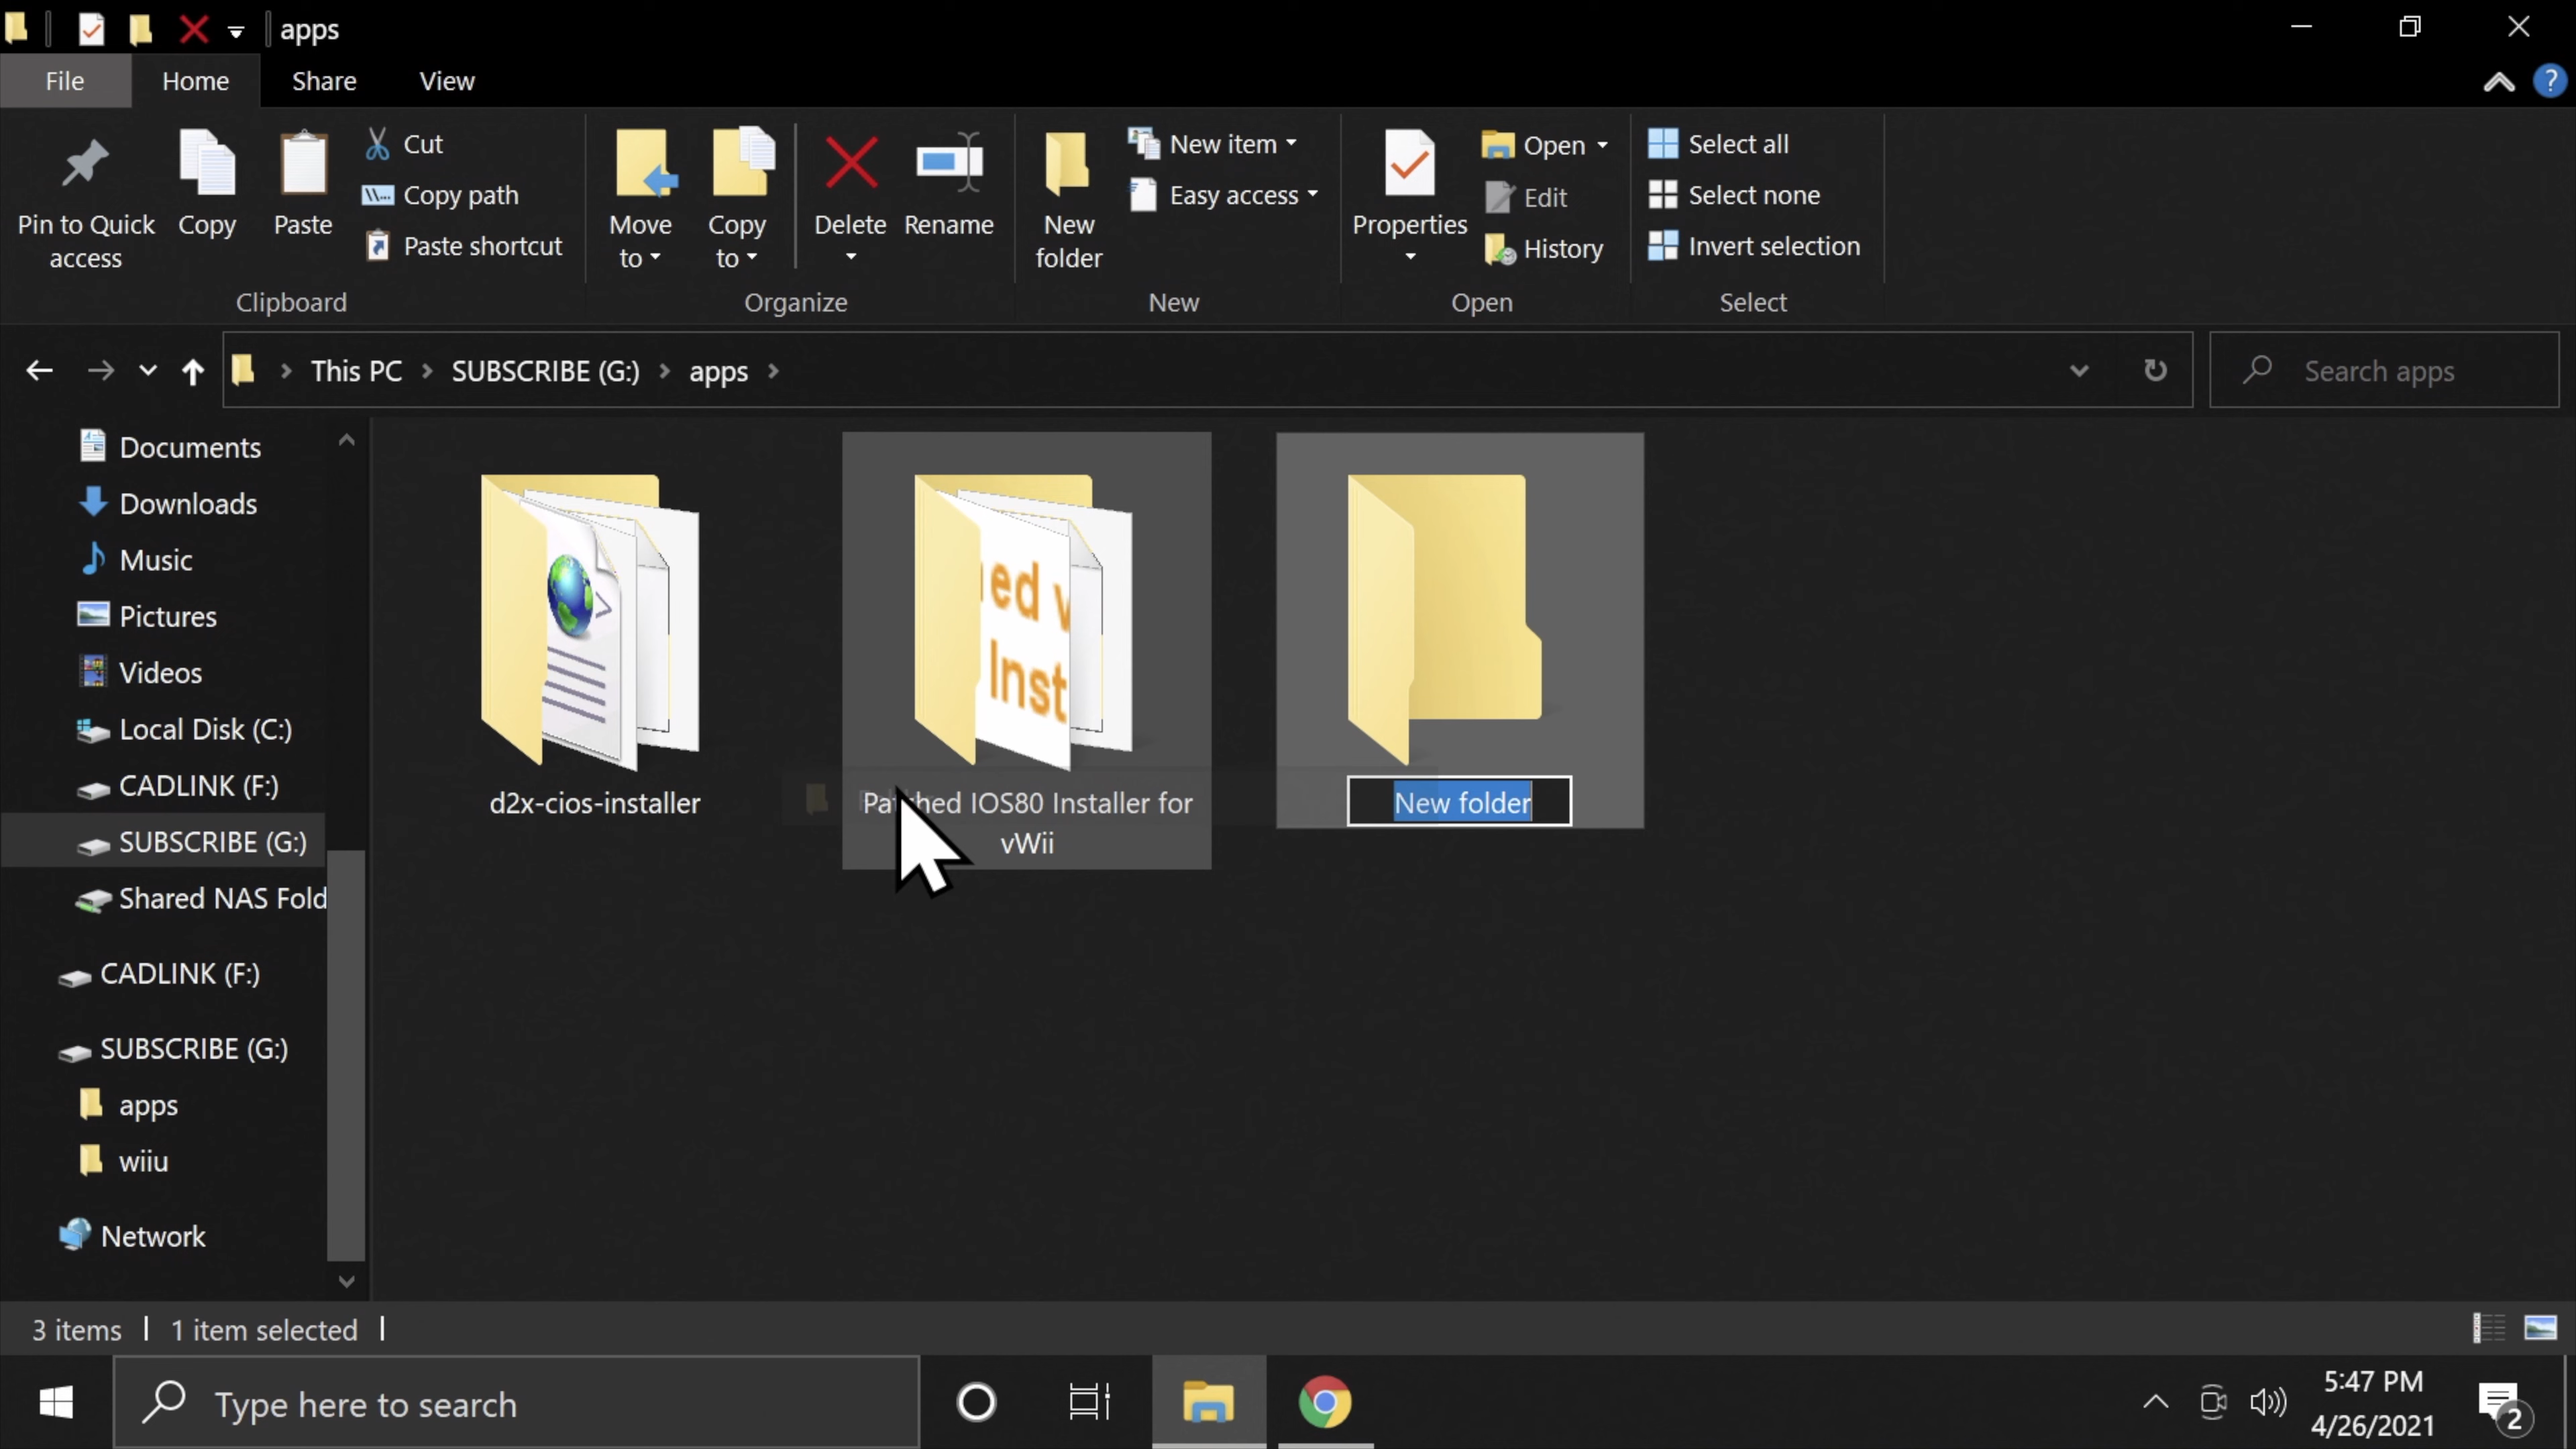 apps
File Home Share View
Pin to Quick access
Copy
Paste
Cut
Copy path
Paste shortcut
Clipboard
Move to
Copy to
Delete
Rename
Organize
New folder
New item
Easy access
New
Properties
Open
Edit
History
Open
Select all
Select none
Invert selection
Select
This PC SUBSCRIBE (G:) apps
Search apps
Documents
Downloads
Music
Pictures
Videos
Local Disk (C:)
CADLINK (F:)
SUBSCRIBE (G:)
Shared NAS Fold
CADLINK (F:)
SUBSCRIBE (G:)
apps
wiiu
Network
d2x-cios-installer
ed v
Inst
Patched IOS80 Installer for
vWii
New folder
3 items 1 item selected
Type here to search
5:47 PM
4/26/2021
2